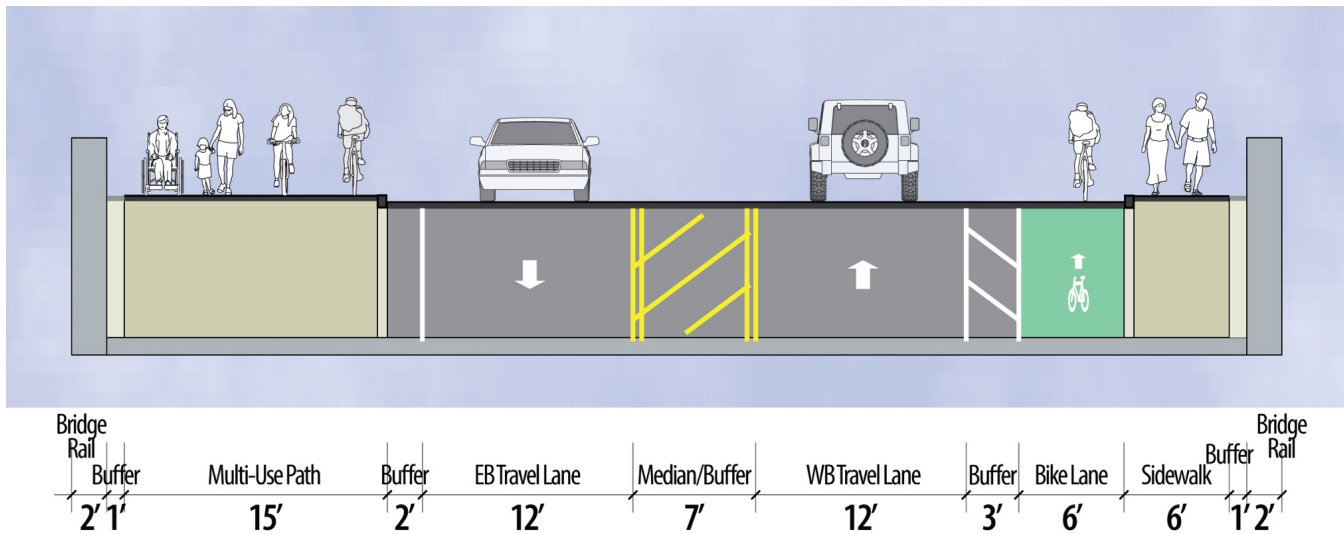 Bridge
Rail
Buffer
Multi-Use Path
Buffer
EB Travel Lane
Median/Buffer
WB Travel Lane
Buffer
Bike Lane
Sidewalk
Buffer
Bridge
Rail
2’
1’
15’
2’
12’
7’
12’
3’
6’
6’
1’
2’